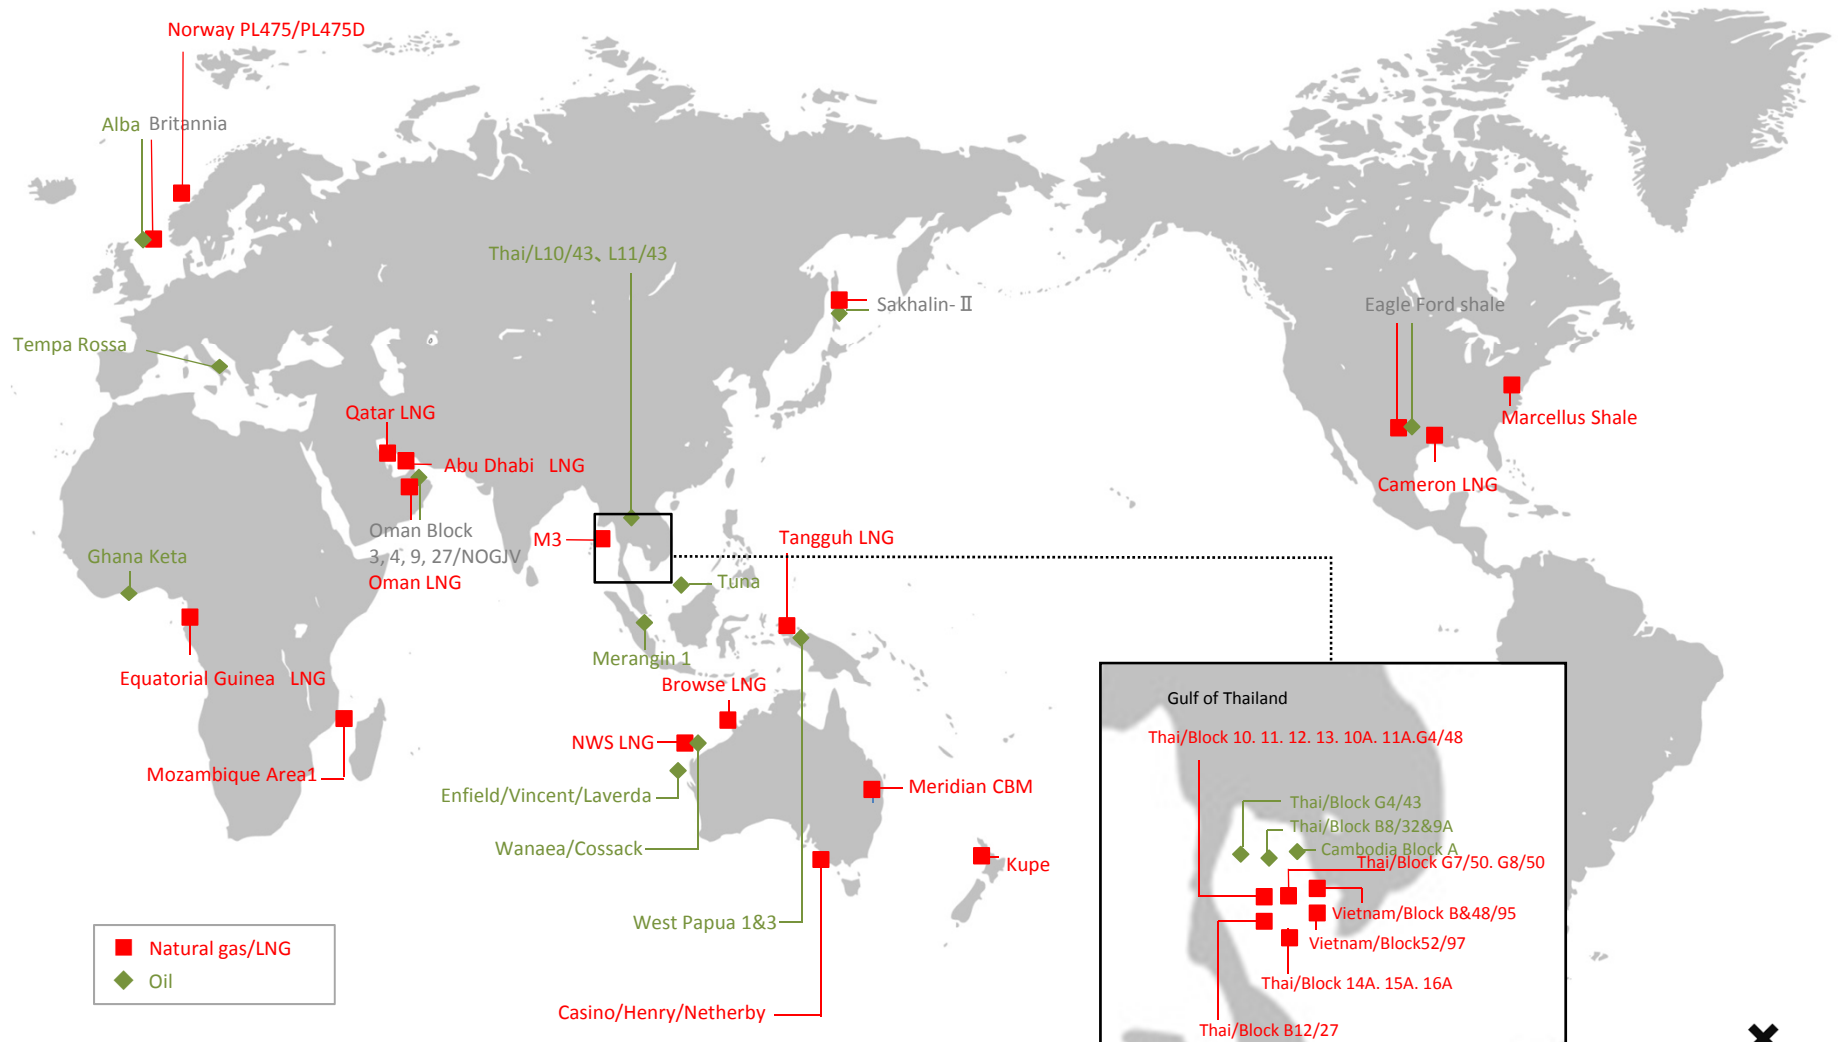 Norway PL475/PL475D
Alba Britannia
Thai/L10/43、L11/43
Sakhalin-Ⅱ
Eagle Ford shale
Tempa Rossa
Qatar LNG
Marcellus Shale
Abu Dhabi LNG
Cameron LNG
Oman Block
3, 4, 9, 27/NOGJV
Oman LNG
M3
Tangguh LNG
Ghana Keta
Tuna
Merangin 1
Equatorial Guinea LNG
Browse LNG
NWS LNG
Mozambique Area1
Enfield/Vincent/Laverda
Meridian CBM
Wanaea/Cossack
Kupe
West Papua 1&3
Casino/Henry/Netherby
Natural gas/LNG
Oil
Gulf of Thailand
Thai/Block 10. 11. 12. 13. 10A. 11A.G4/48
Thai/Block G4/43
Thai/Block B8/32&9A
Cambodia Block A
Thai/Block G7/50. G8/50
Vietnam/Block B&48/95
Vietnam/Block52/97
Thai/Block 14A. 15A. 16A
Thai/Block B12/27